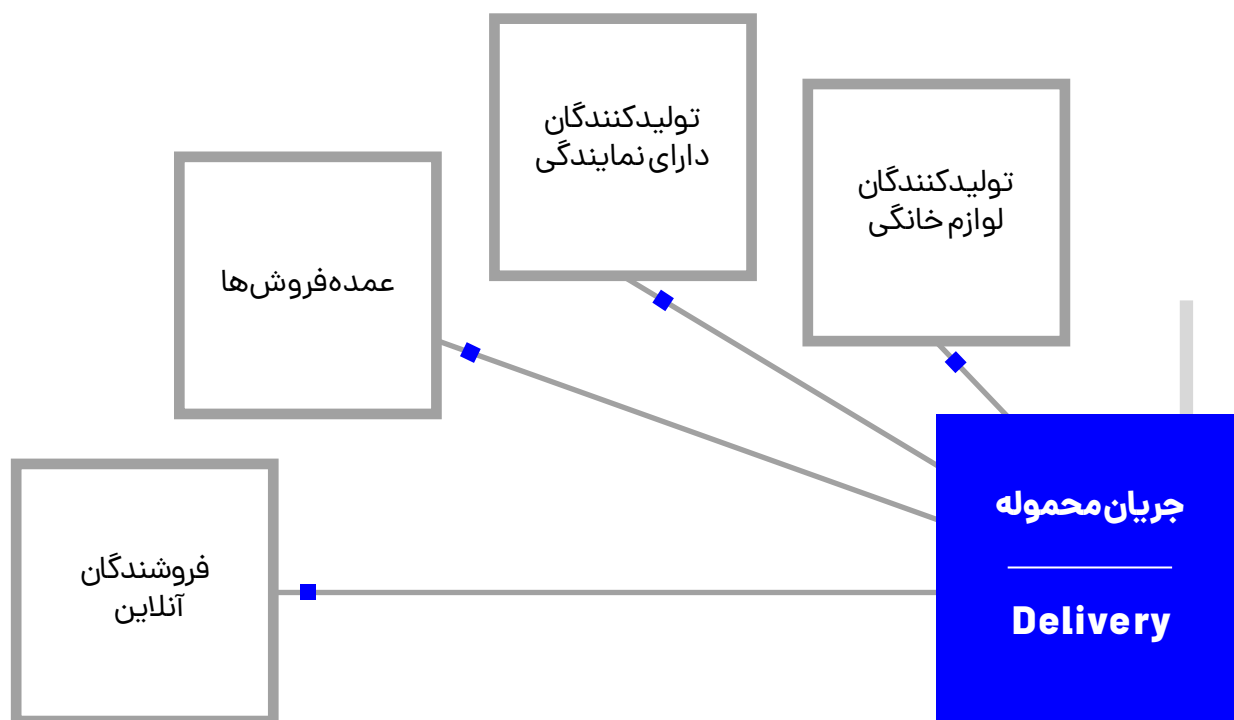 تولیدکنندگان
دارای نمایندگی
تولیدکنندگان
لوازم خانگی
عمده‌فروش‌ها
فروشندگان
آنلاین
جریان محموله
Delivery